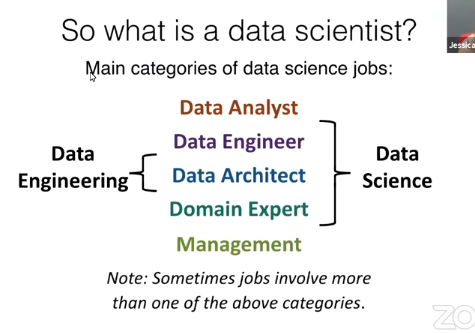 So what is a data scientist?
Jessica
Main categories of data science jobs:
Data Analyst
Data Engineer
Data Architect
Domain Expert
Management
Data
Engineering
Data
Science
Note: Sometimes jobs involve more
than one of the above categories.